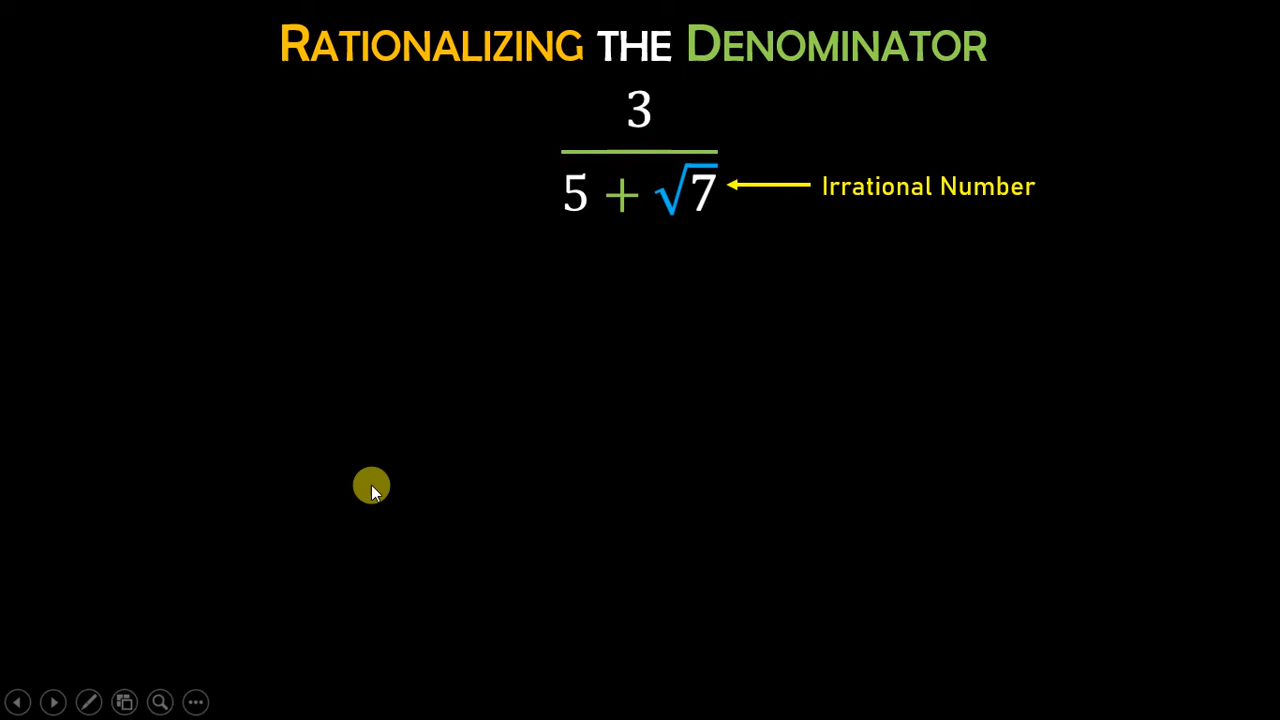 RATIONALIZING THE DENOMINATOR
3
5 + √7
Irrational Number